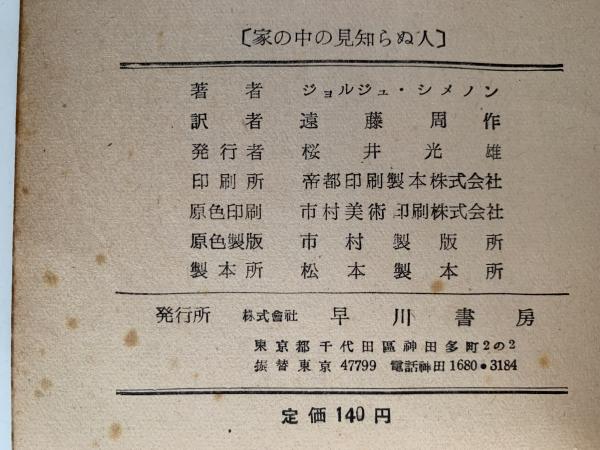 〔家の中の見知らぬ人〕
著者 ジョルジュ・シメノン
訳者 遠藤周作
発行者 桜井光雄
印刷所 帝都印刷製本株式会社
原色印刷 市村美術印刷株式会社
原色製版 市村製版所
製本所 松本製本所
発行所 株式會社 早川書房
東京都千代田區神田多町2の2
振替東京 47799 電話神田1680・3184
定価140円